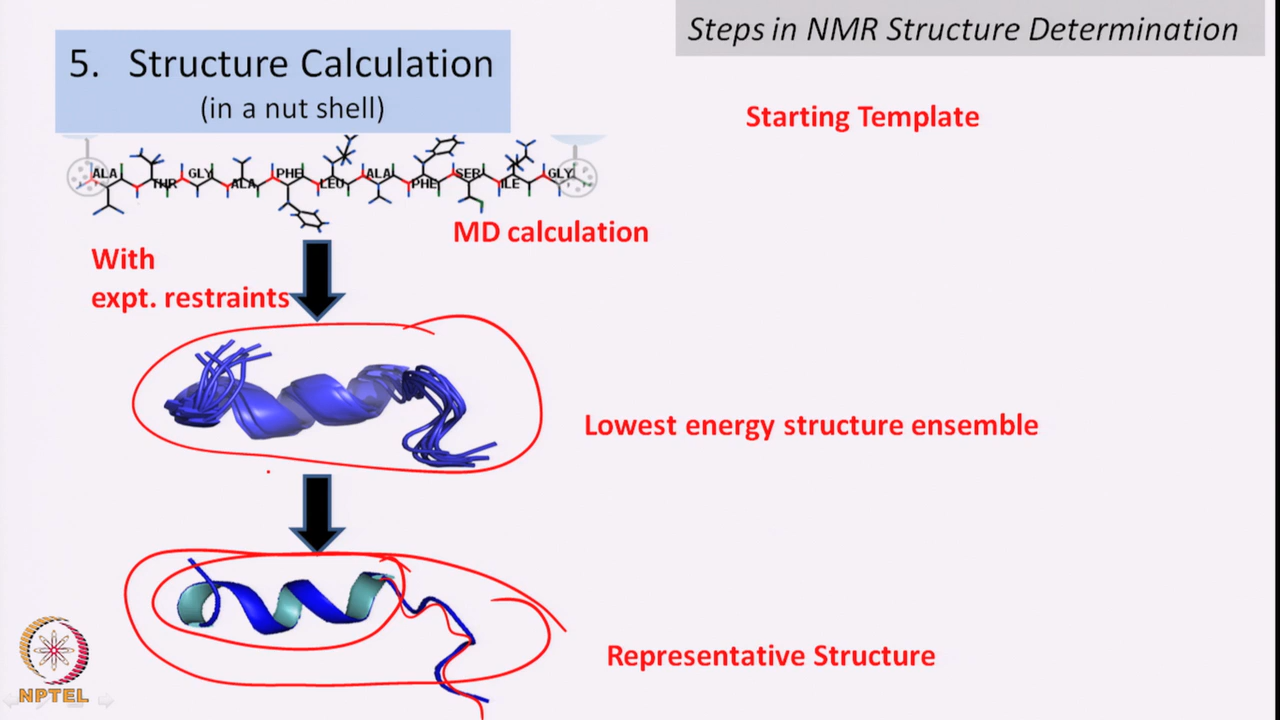 Steps in NMR Structure Determination
5. Structure Calculation
(in a nut shell)
Starting Template
ALA THR GLY ALA PHE LEU ALA PHE SER ILE GLY
MD calculation
With
expt. restraints
Lowest energy structure ensemble
Representative Structure
NPTEL